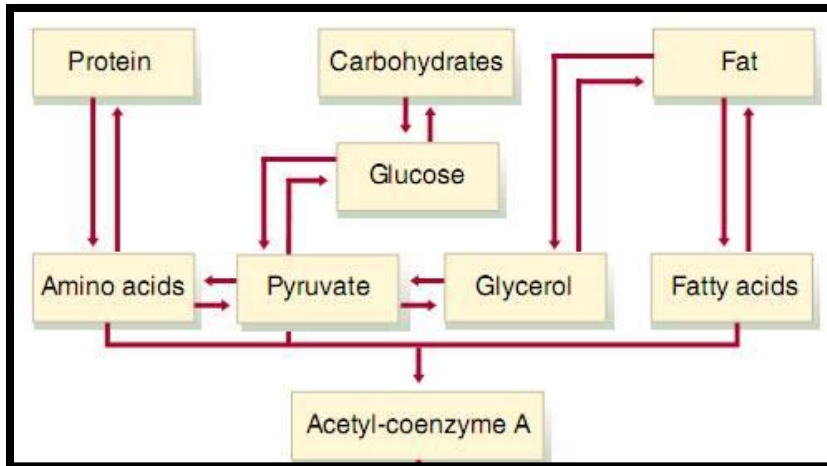 Protein
Carbohydrates
Fat
Glucose
Amino acids
Pyruvate
Glycerol
Fatty acids
Acetyl-coenzyme A